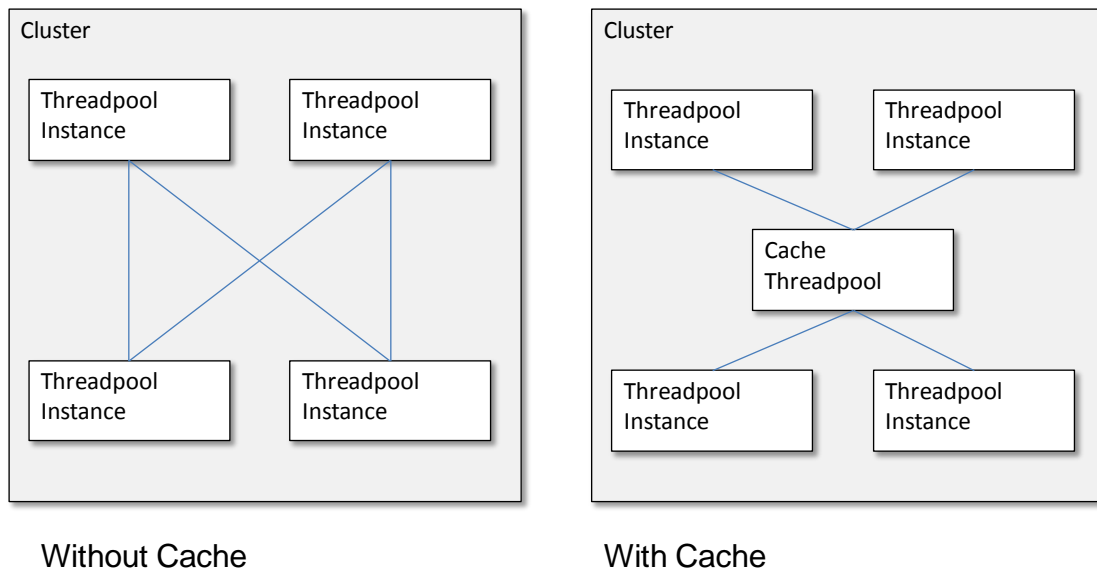 Cluster
Threadpool
Instance
Threadpool
Instance
Threadpool
Instance
Threadpool
Instance
Without Cache
Cluster
Threadpool
Instance
Threadpool
Instance
Cache
Threadpool
Threadpool
Instance
Threadpool
Instance
With Cache